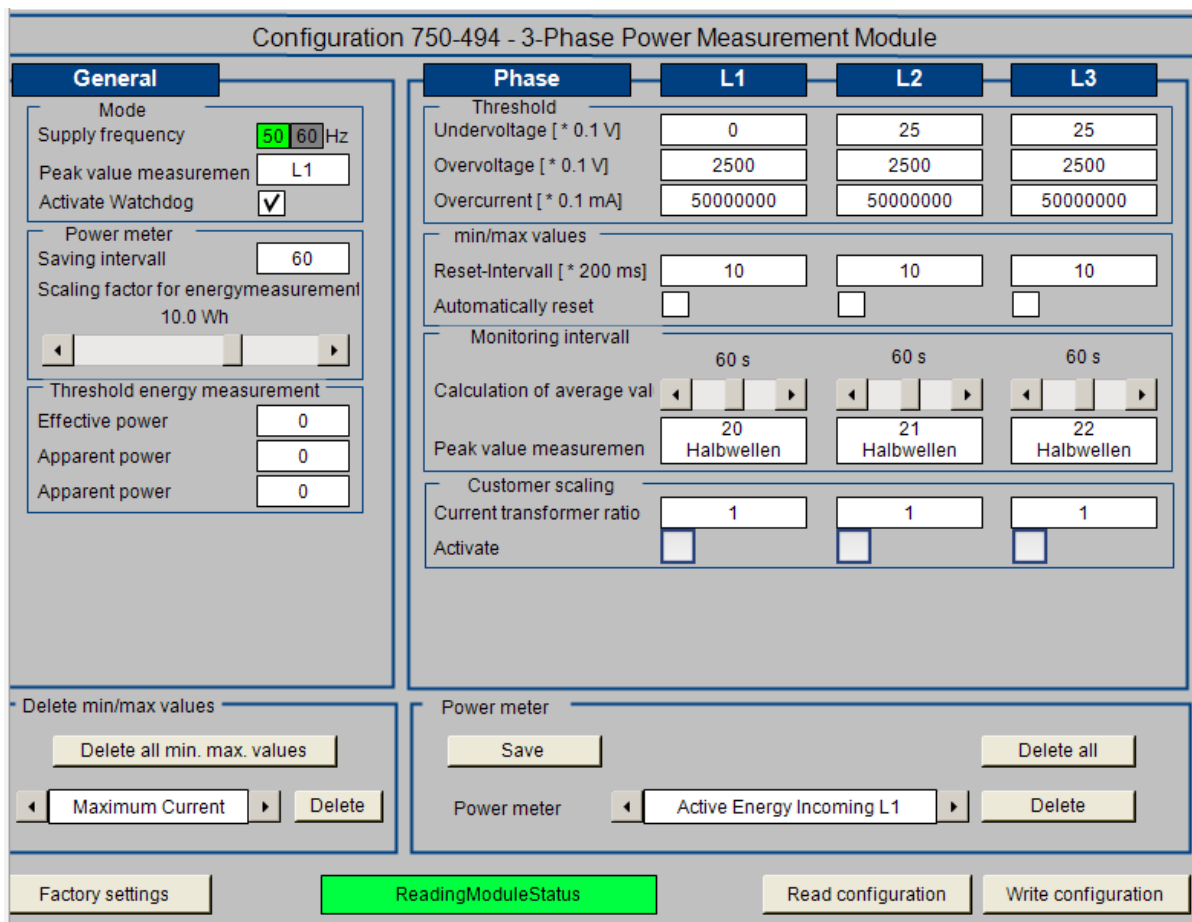 Configuration 750-494 - 3-Phase Power Measurement Module
General
Mode
Supply frequency 50 60 Hz
Peak value measuremen L1
Activate Watchdog
Power meter
Saving intervall 60
Scaling factor for energymeasurement
10.0 Wh
Threshold energy measurement
Effective power 0
Apparent power 0
Apparent power 0
Phase L1 L2 L3
Threshold
Undervoltage [ * 0.1 V] 0 25 25
Overvoltage [ * 0.1 V] 2500 2500 2500
Overcurrent [ * 0.1 mA] 50000000 50000000 50000000
min/max values
Reset-Intervall [ * 200 ms] 10 10 10
Automatically reset
Monitoring intervall
60 s 60 s 60 s
Calculation of average val
20 21 22
Peak value measuremen Halbwellen Halbwellen Halbwellen
Customer scaling
Current transformer ratio 1 1 1
Activate
Delete min/max values
Delete all min. max. values
Maximum Current Delete
Power meter
Save Delete all
Power meter Active Energy Incoming L1 Delete
Factory settings ReadingModuleStatus Read configuration Write configuration